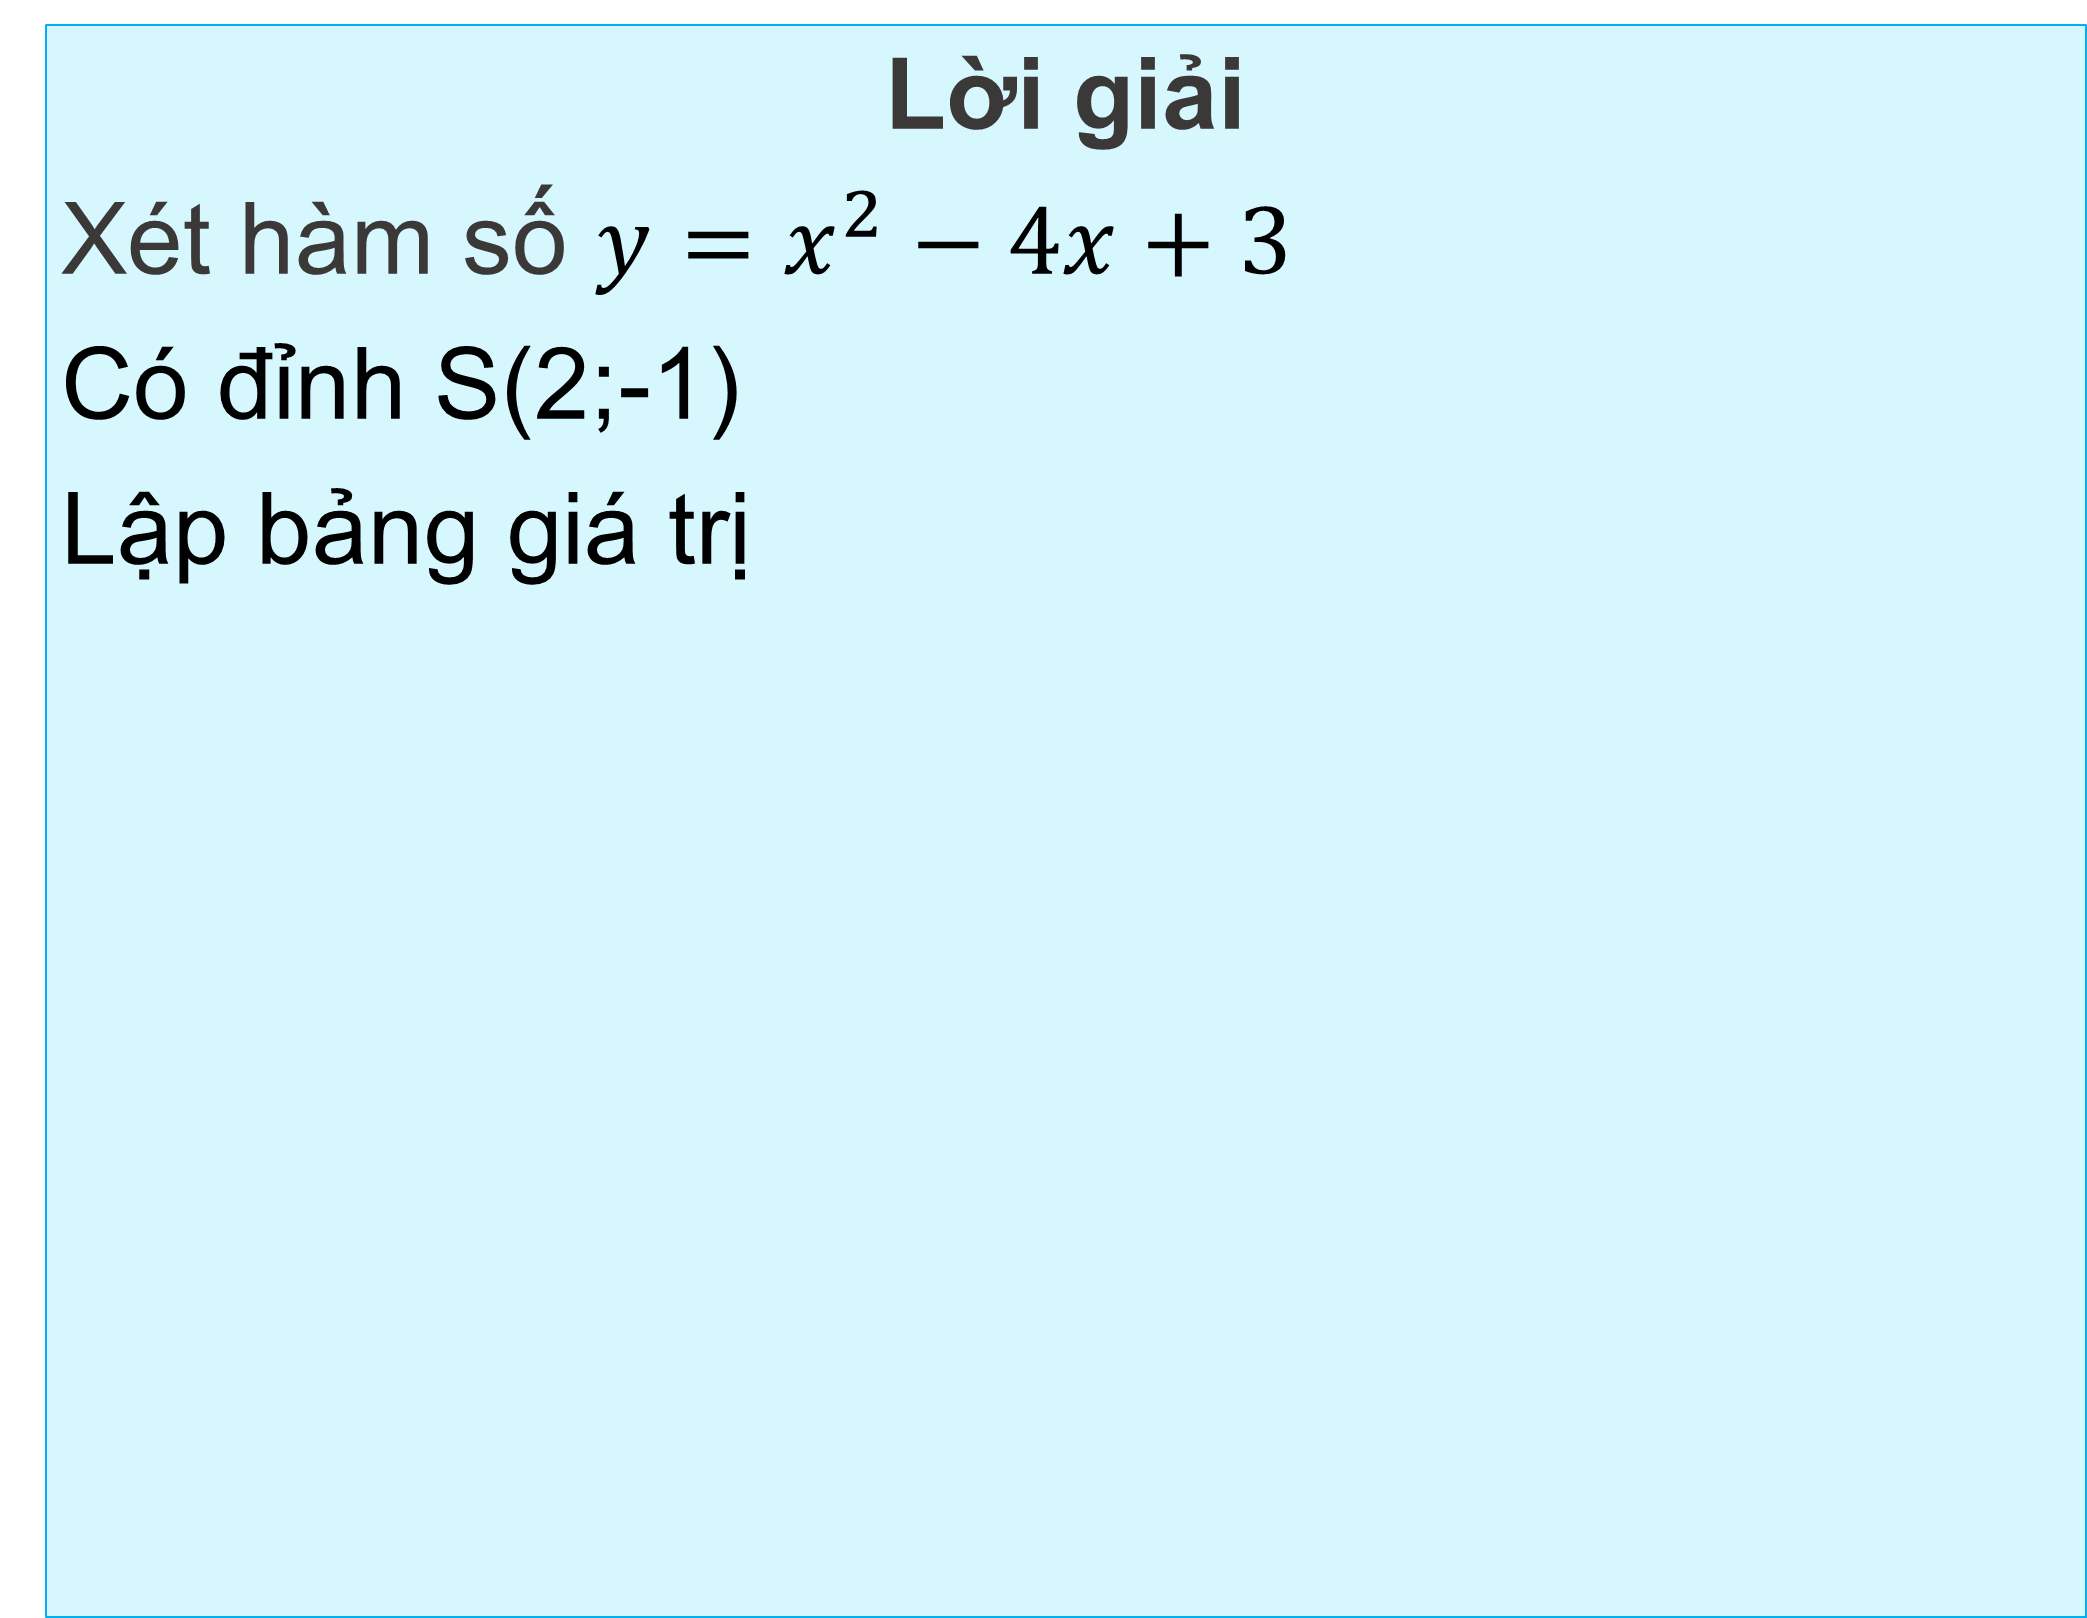 Lời giải
Xét hàm số y = x² − 4x + 3
Có đỉnh S(2;-1)
Lập bảng giá trị